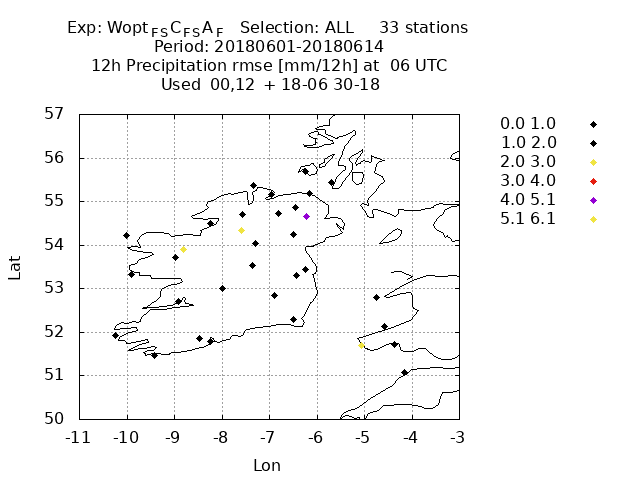 Exp: Wopt FS C FS A F Selection: ALL 33 stations
Period: 20180601-20180614
12h Precipitation rmse [mm/12h] at 06 UTC
Used 00,12 + 18-06 30-18
57
56
55
54
53
52
51
50
-11 -10 -9 -8 -7 -6 -5 -4 -3
Lat
Lon
0.0 1.0
1.0 2.0
2.0 3.0
3.0 4.0
4.0 5.1
5.1 6.1